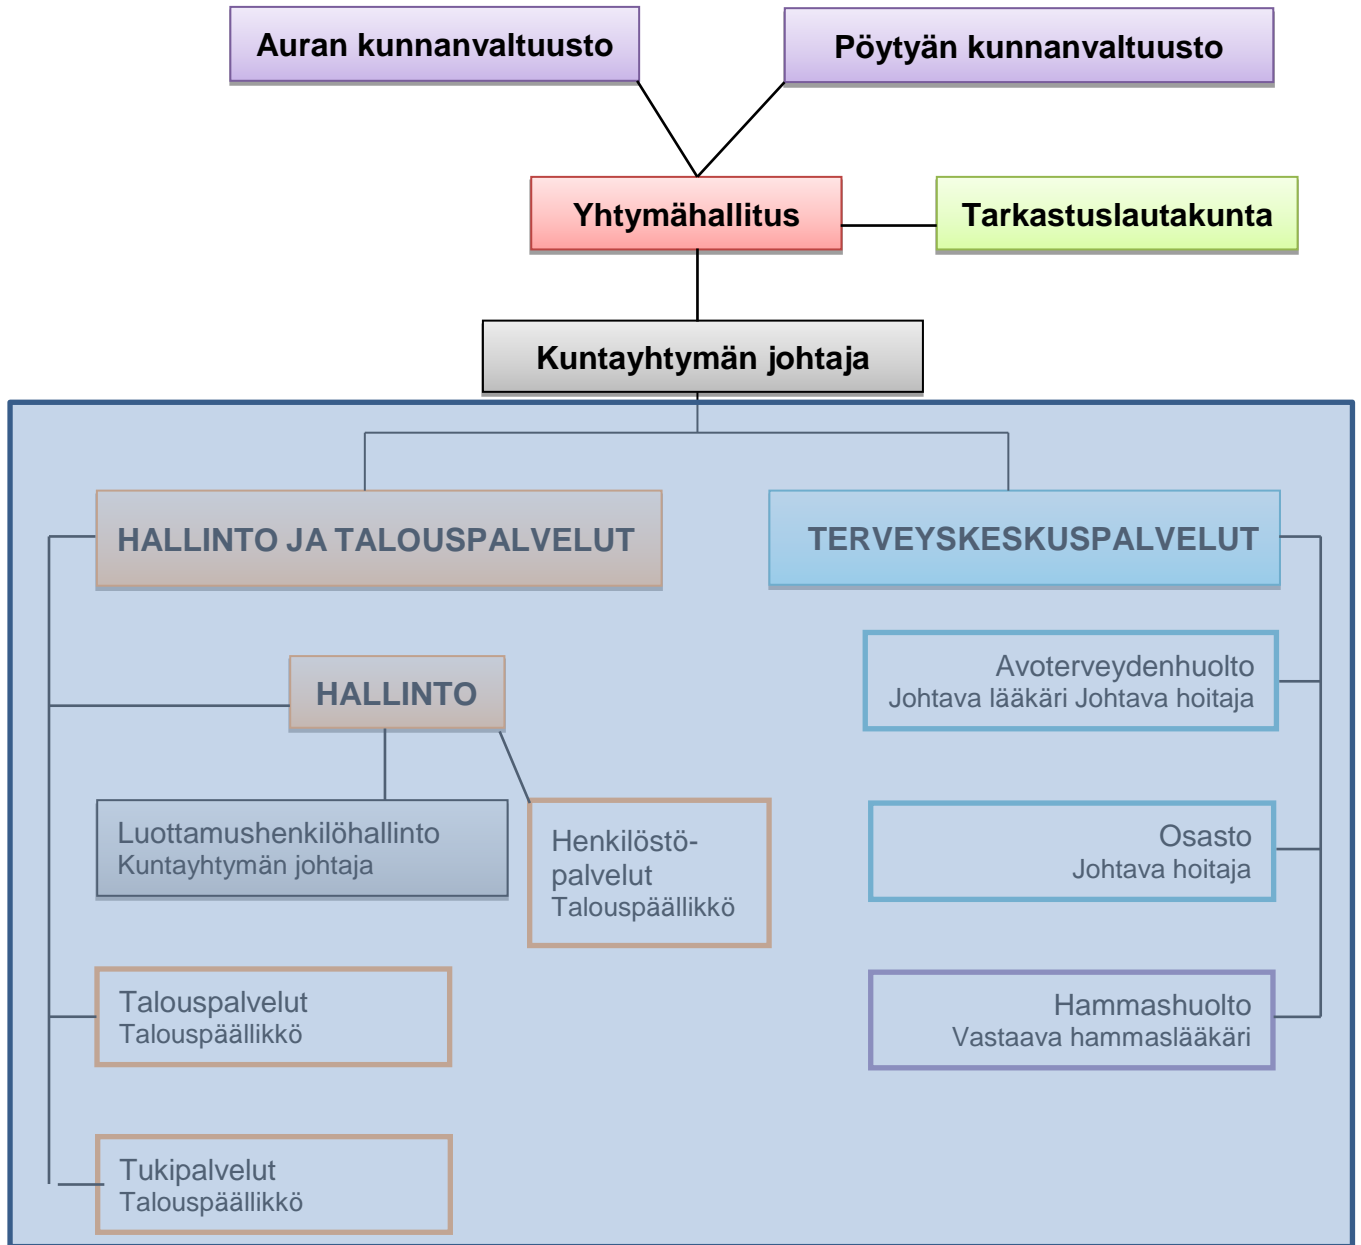 Auran kunnanvaltuusto
Pöytyän kunnanvaltuusto
Yhtymähallitus
Tarkastuslautakunta
Kuntayhtymän johtaja
HALLINTO JA TALOUSPALVELUT
TERVEYSKESKUSPALVELUT
HALLINTO
Avoterveydenhuolto
Johtava lääkäri Johtava hoitaja
Luottamushenkilöhallinto
Kuntayhtymän johtaja
Henkilöstö-
palvelut
Talouspäällikkö
Osasto
Johtava hoitaja
Talouspalvelut
Talouspäällikkö
Hammashuolto
Vastaava hammaslääkäri
Tukipalvelut
Talouspäällikkö